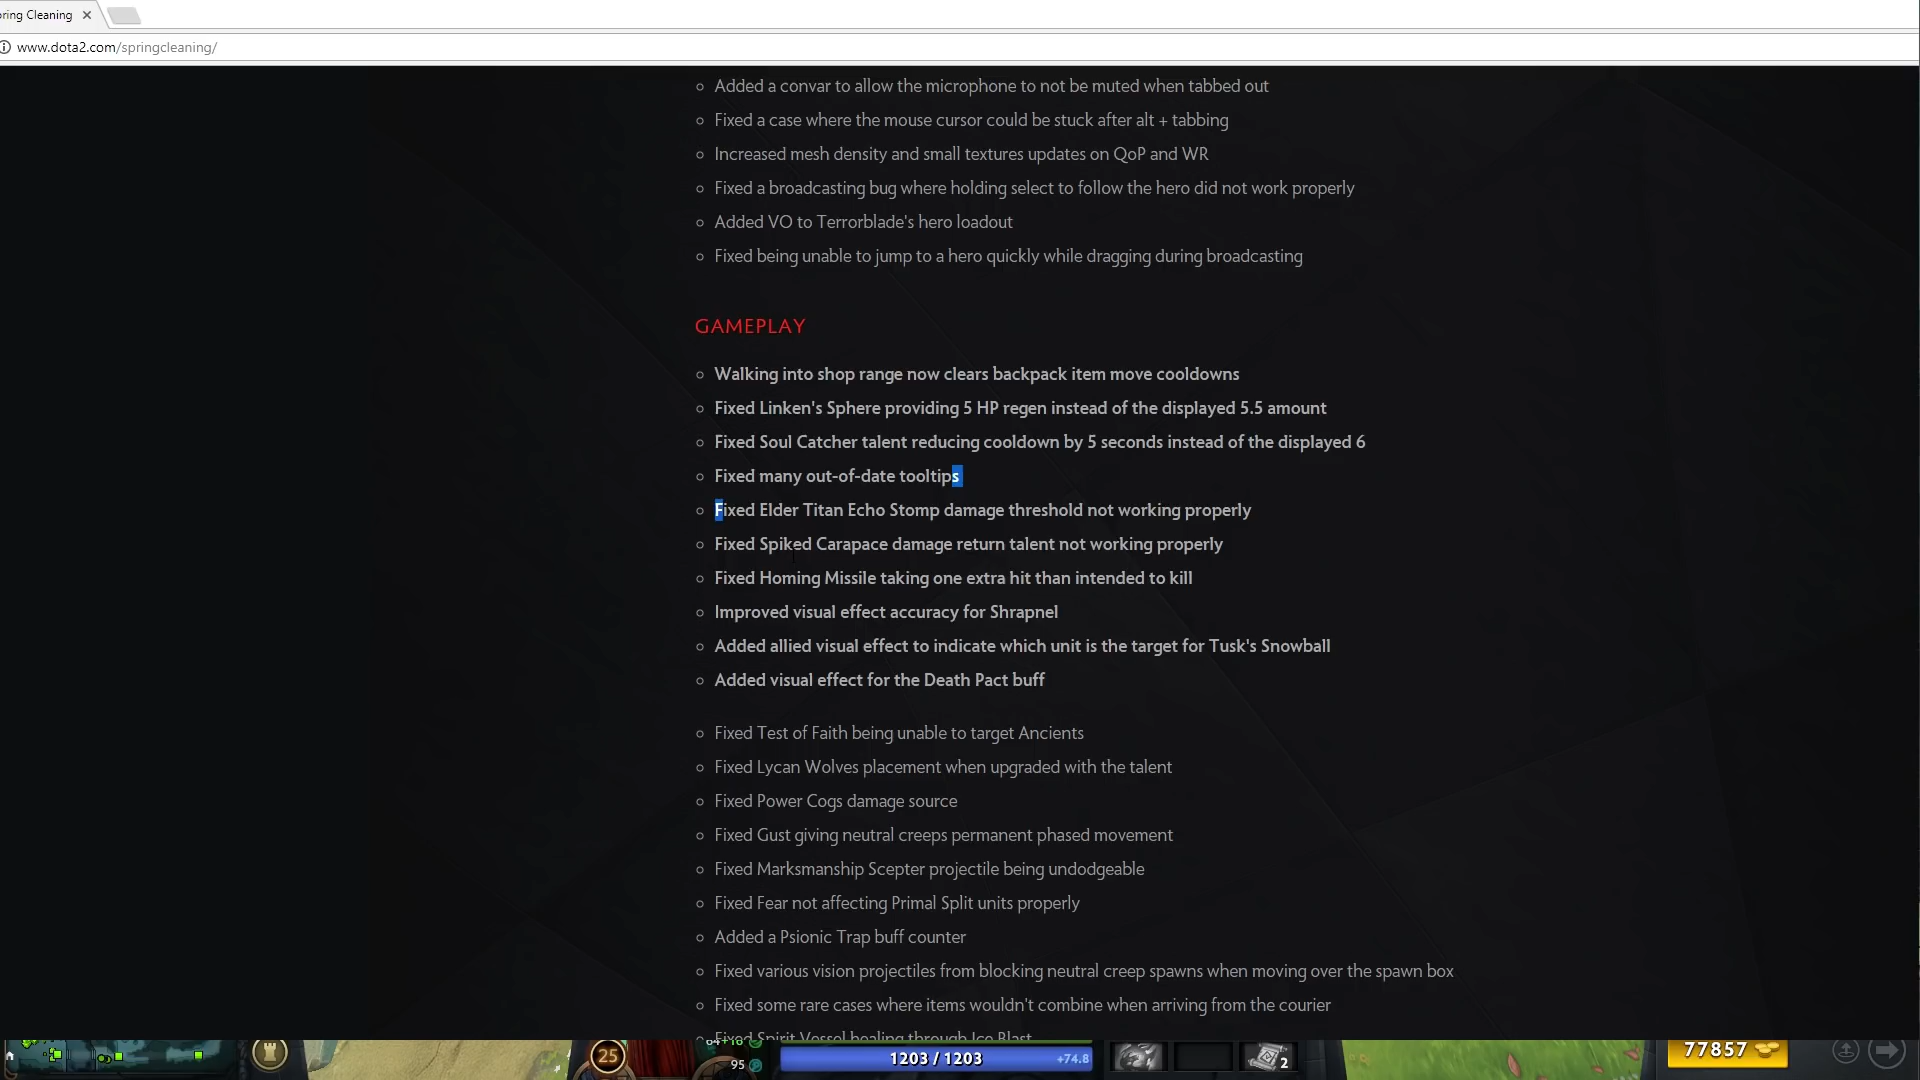 oring Cleaning
www.dota2.com/springcleaning/
Added a convar to allow the microphone to not be muted when tabbed out
Fixed a case where the mouse cursor could be stuck after alt + tabbing
Increased mesh density and small textures updates on QoP and WR
Fixed a broadcasting bug where holding select to follow the hero did not work properly
Added VO to Terrorblade's hero loadout
Fixed being unable to jump to a hero quickly while dragging during broadcasting
GAMEPLAY
Walking into shop range now clears backpack item move cooldowns
Fixed Linken's Sphere providing 5 HP regen instead of the displayed 5.5 amount
Fixed Soul Catcher talent reducing cooldown by 5 seconds instead of the displayed 6
Fixed many out-of-date tooltips
Fixed Elder Titan Echo Stomp damage threshold not working properly
Fixed Spiked Carapace damage return talent not working properly
Fixed Homing Missile taking one extra hit than intended to kill
Improved visual effect accuracy for Shrapnel
Added allied visual effect to indicate which unit is the target for Tusk's Snowball
Added visual effect for the Death Pact buff
Fixed Test of Faith being unable to target Ancients
Fixed Lycan Wolves placement when upgraded with the talent
Fixed Power Cogs damage source
Fixed Gust giving neutral creeps permanent phased movement
Fixed Marksmanship Scepter projectile being undodgeable
Fixed Fear not affecting Primal Split units properly
Added a Psionic Trap buff counter
Fixed various vision projectiles from blocking neutral creep spawns when moving over the spawn box
Fixed some rare cases where items wouldn't combine when arriving from the courier
Fixed Spirit Vessel healing through Ice Blast
25
95
1203 / 1203
+74.8
2
77857